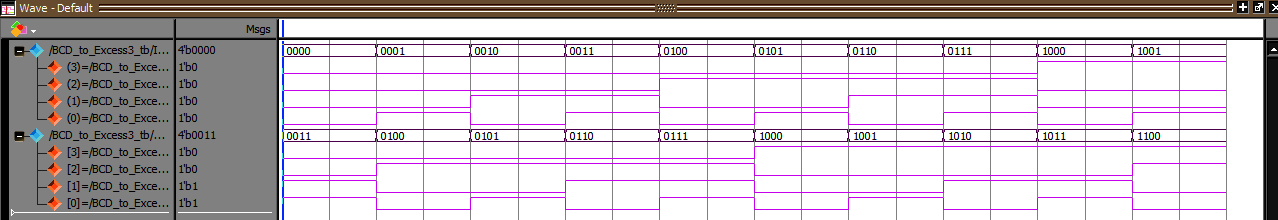 Wave - Default
Msgs
/BCD_to_Excess3_tb/I... 4'b0000 0000 0001 0010 0011 0100 0101 0110 0111 1000 1001
(3)=/BCD_to_Exce... 1'b0
(2)=/BCD_to_Exce... 1'b0
(1)=/BCD_to_Exce... 1'b0
(0)=/BCD_to_Exce... 1'b0
/BCD_to_Excess3_tb/... 4'b0011 0011 0100 0101 0110 0111 1000 1001 1010 1011 1100
[3]=/BCD_to_Exce... 1'b0
[2]=/BCD_to_Exce... 1'b0
[1]=/BCD_to_Exce... 1'b1
[0]=/BCD_to_Exce... 1'b1